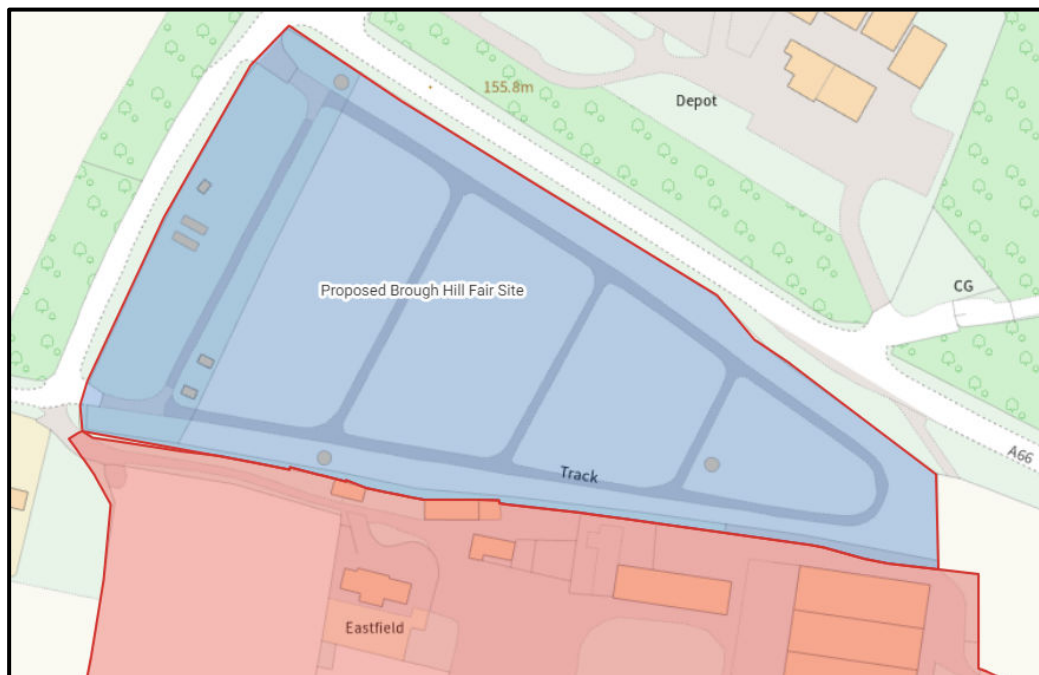 155.8m
Depot
Proposed Brough Hill Fair Site
CG
A66
Track
Eastfield